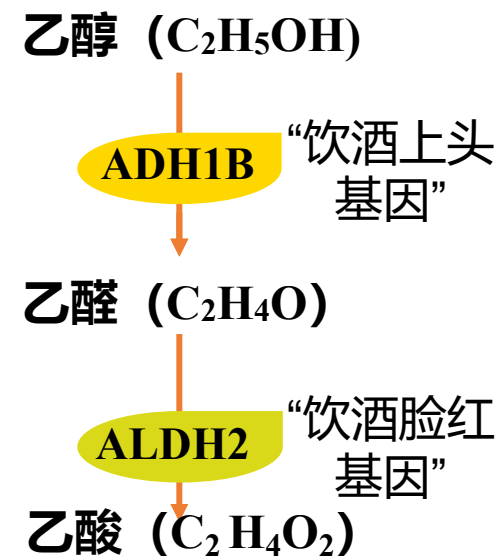 乙醇（C₂H₅OH)
ADH1B
“饮酒上头
基因”
乙醛（C₂H₄O）
ALDH2
“饮酒脸红
基因”
乙酸（C₂ H₄O₂）